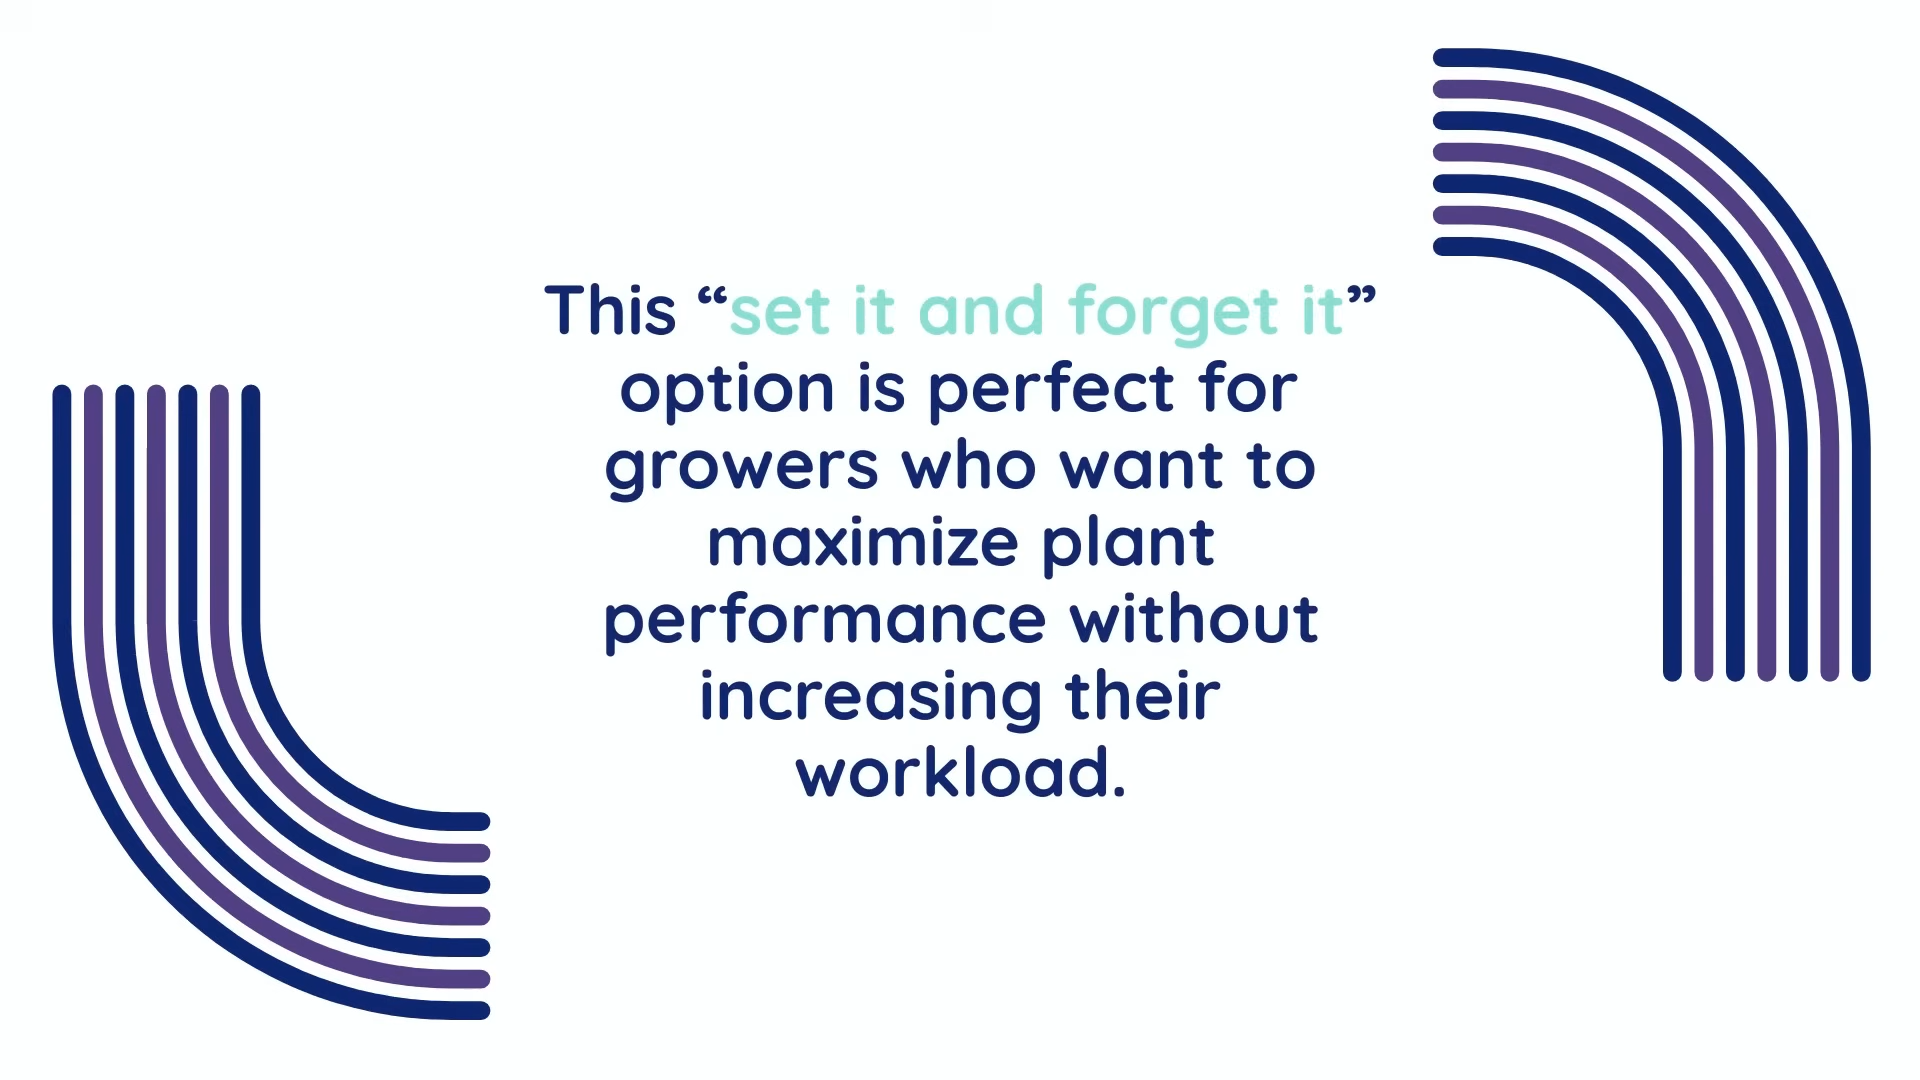 This “set it and forget it”
option is perfect for
growers who want to
maximize plant
performance without
increasing their
workload.